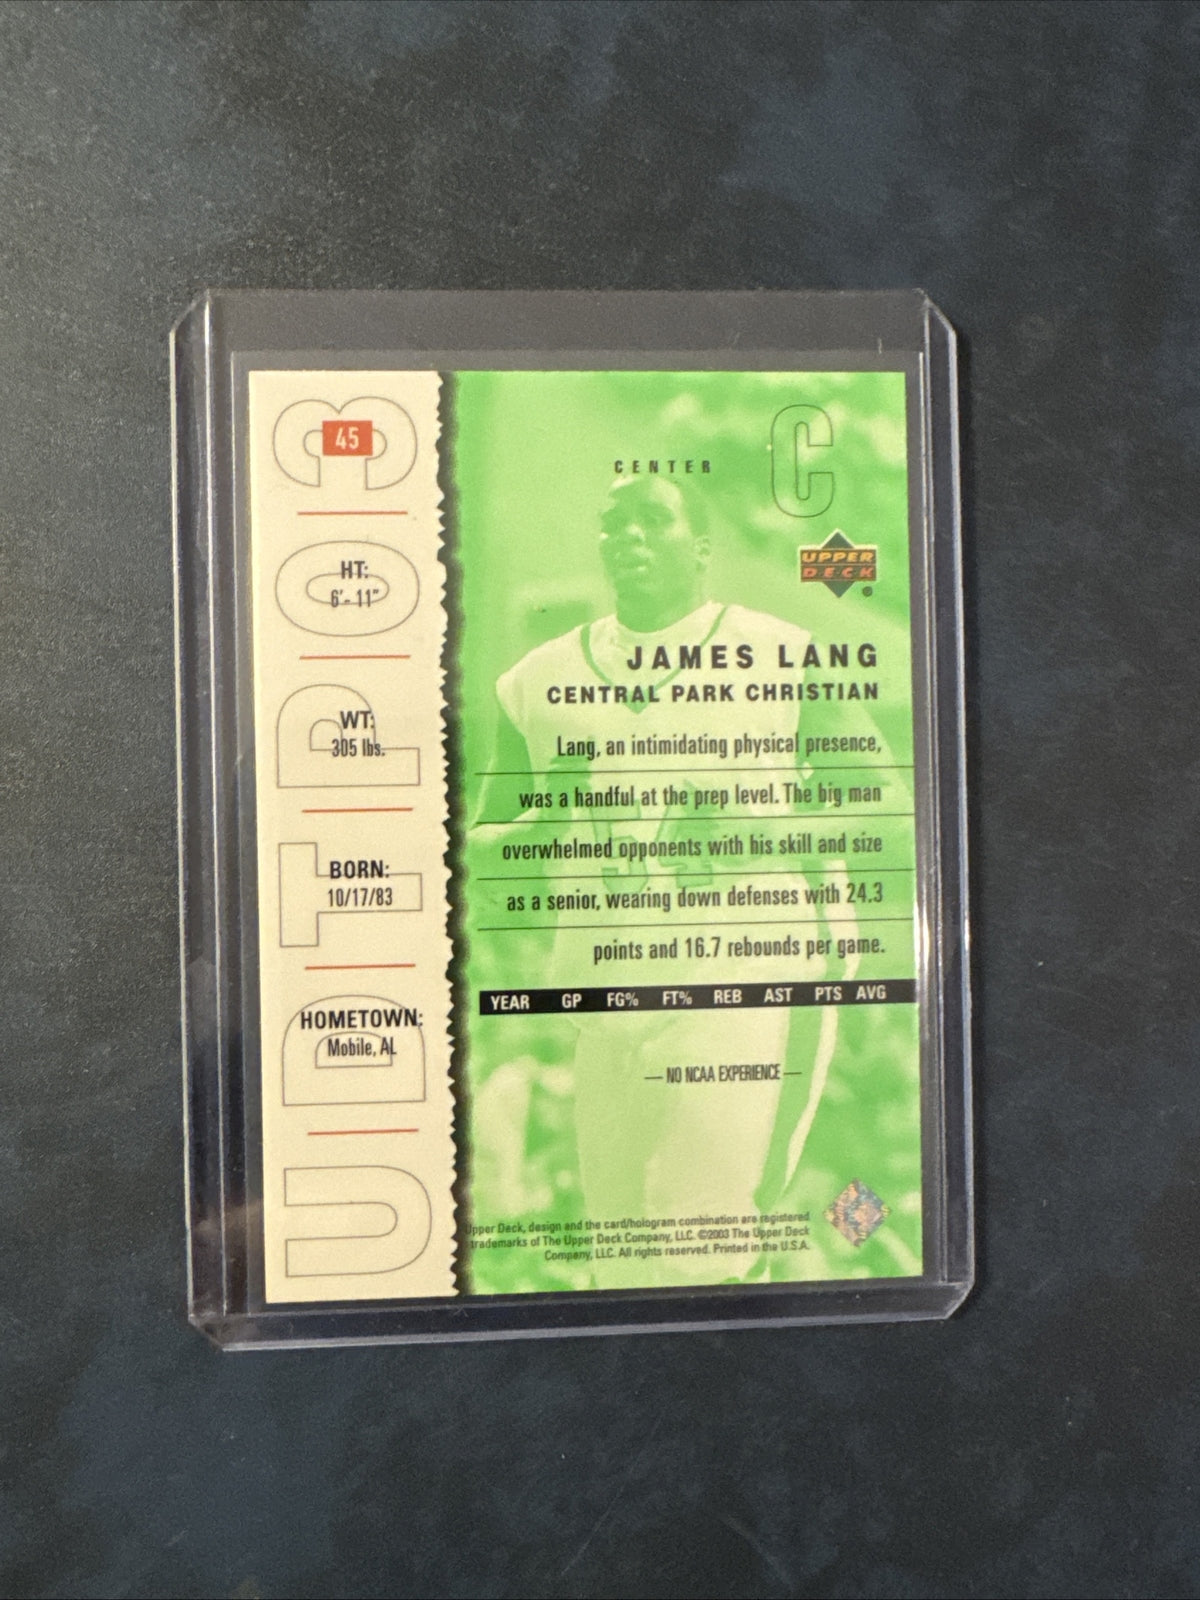 45
HT:
6'- 11"
WT:
305 lbs.
BORN:
10/17/83
HOMETOWN:
Mobile, AL
UDTPO3
CENTER
C
UPPER
DECK
JAMES LANG
CENTRAL PARK CHRISTIAN
Lang, an intimidating physical presence,
was a handful at the prep level. The big man
overwhelmed opponents with his skill and size
as a senior, wearing down defenses with 24.3
points and 16.7 rebounds per game.
YEAR GP FG% FT% REB AST PTS AVG
— NO NCAA EXPERIENCE —
54
Upper Deck, design and the card/hologram combination are registered
trademarks of The Upper Deck Company, LLC. ©2003 The Upper Deck
Company, LLC. All rights reserved. Printed in the U.S.A.